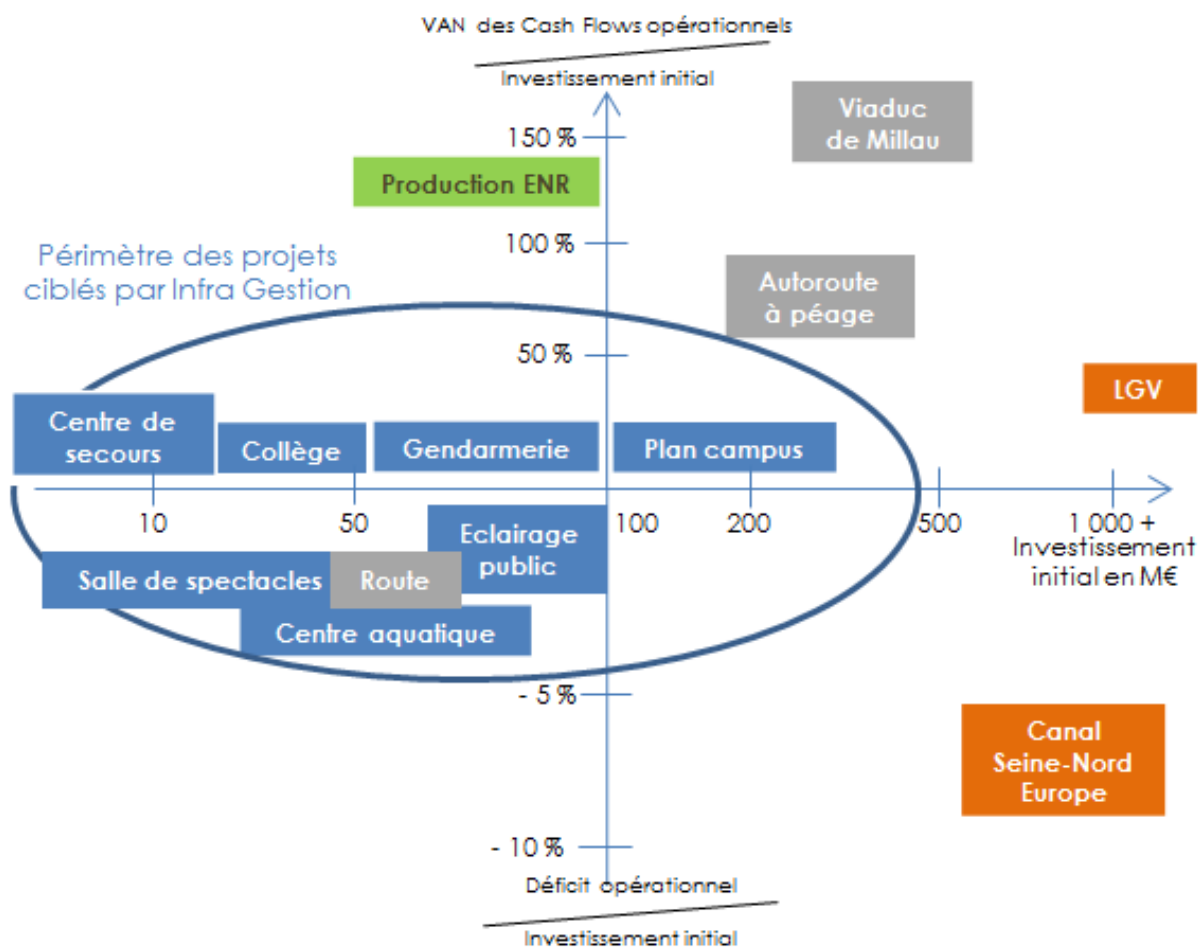 VAN des Cash Flows opérationnels
Investissement initial
Viaduc
de Millau
150 %
Production ENR
100 %
Périmètre des projets
ciblés par Infra Gestion
Autoroute
à péage
50 %
LGV
Centre de
secours
Collège
Gendarmerie
Plan campus
10
50
100
200
500
1 000 +
Investissement
initial en M€
Eclairage
public
Salle de spectacles
Route
Centre aquatique
- 5 %
Canal
Seine-Nord
Europe
- 10 %
Déficit opérationnel
Investissement initial